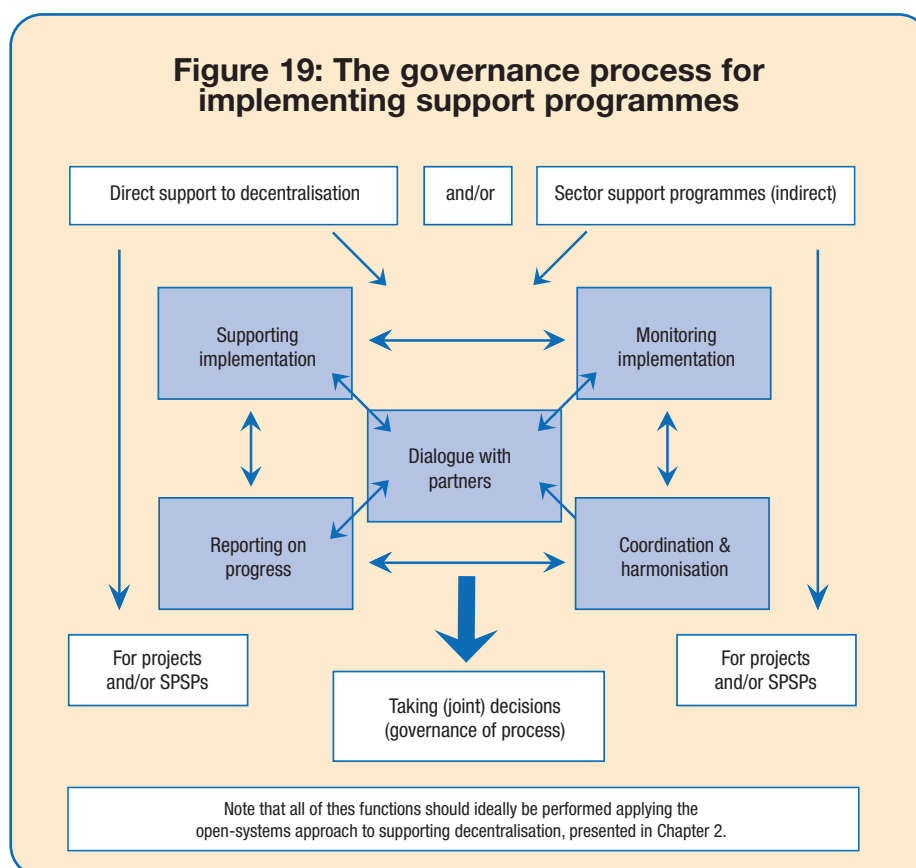 Figure 19: The governance process for
implementing support programmes
Direct support to decentralisation
and/or
Sector support programmes (indirect)
Supporting
implementation
Monitoring
implementation
Dialogue with
partners
Reporting on
progress
Coordination &
harmonisation
For projects
and/or SPSPs
For projects
and/or SPSPs
Taking (joint) decisions
(governance of process)
Note that all of thes functions should ideally be performed applying the
open-systems approach to supporting decentralisation, presented in Chapter 2.